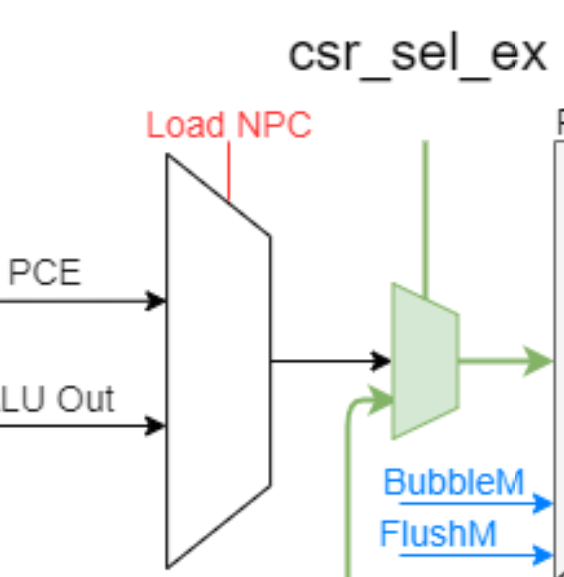 csr_sel_ex
Load NPC
PCE
LU Out
BubbleM
FlushM